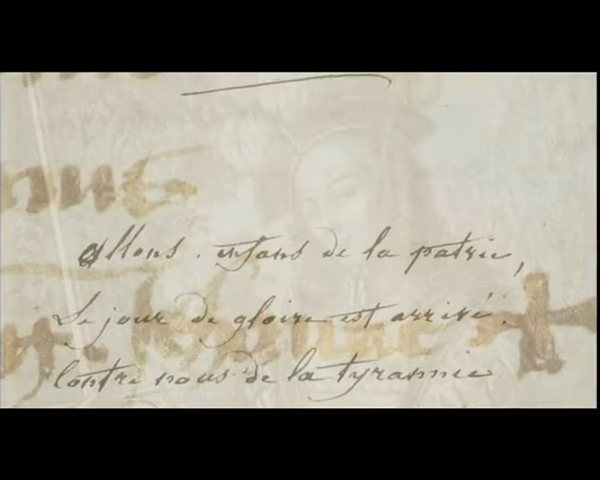 allons, enfans de la patrie,
Le jour de gloire est arrivé.
Contre nous de la tyrannie